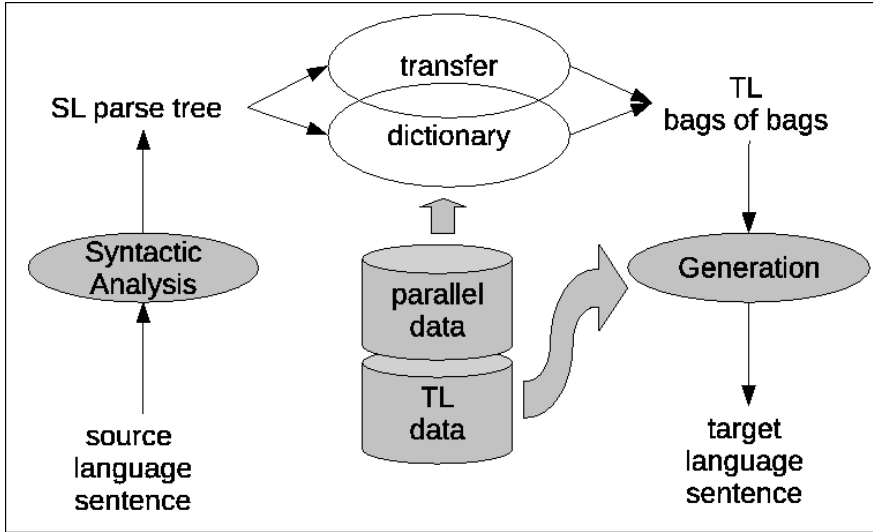 transfer
SL parse tree
dictionary
TL
bags of bags
Syntactic
Analysis
parallel
data
Generation
TL
data
source
language
sentence
target
language
sentence